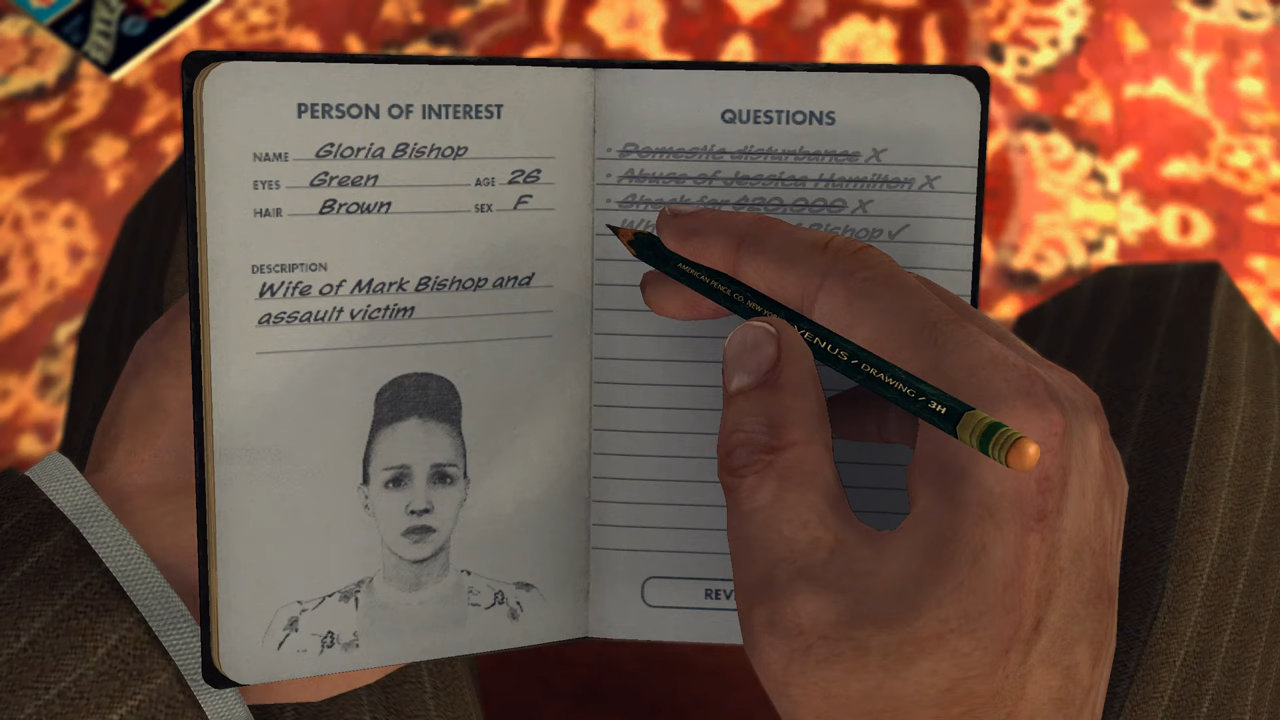 PERSON OF INTEREST
NAME Gloria Bishop
EYES Green AGE 26
HAIR Brown SEX F
DESCRIPTION
Wife of Mark Bishop and
assault victim
QUESTIONS
• Domestic disturbance X
• Abuse of Jessica Hamilton X
• Check for $20,000 X
Bishop ✓
AMERICAN PENCIL CO. NEW YORK VENUS / DRAWING / 3H